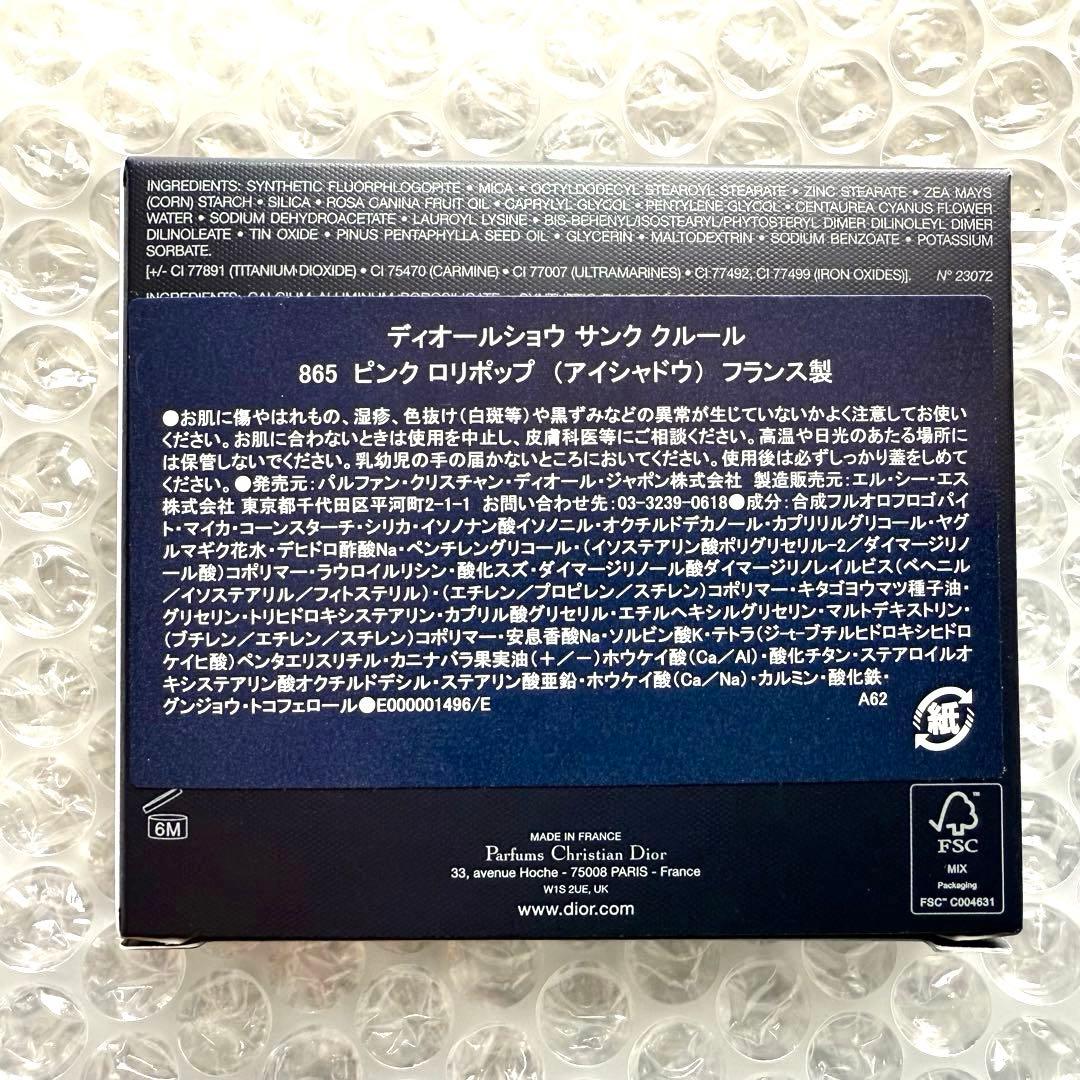 INGREDIENTS: SYNTHETIC FLUORPHLOGOPITE • MICA • OCTYLDODECYL STEAROYL STEARATE • ZINC STEARATE • ZEA MAYS
(CORN) STARCH • SILICA • ROSA CANINA FRUIT OIL • CAPRYLYL GLYCOL • PENTYLENE GLYCOL • CENTAUREA CYANUS FLOWER
WATER • SODIUM DEHYDROACETATE • LAUROYL LYSINE • BIS-BEHENYL/ISOSTEARYL/PHYTOSTERYL DIMER DILINOLEYL DIMER
DILINOLEATE • TIN OXIDE • PINUS PENTAPHYLLA SEED OIL • GLYCERIN • MALTODEXTRIN • SODIUM BENZOATE • POTASSIUM
SORBATE.
[+/- CI 77891 (TITANIUM DIOXIDE) • CI 75470 (CARMINE) • CI 77007 (ULTRAMARINES) • CI 77492, CI 77499 (IRON OXIDES)]. N° 23072
ディオールショウ サンク クルール
865 ピンク ロリポップ （アイシャドウ） フランス製
●お肌に傷やはれもの、湿疹、色抜け(白斑等)や黒ずみなどの異常が生じていないかよく注意してお使い
ください。お肌に合わないときは使用を中止し、皮膚科医等にご相談ください。高温や日光のあたる場所に
は保管しないでください。乳幼児の手の届かないところにおいてください。使用後は必ずしっかり蓋をしめて
ください。●発売元：パルファン・クリスチャン・ディオール・ジャポン株式会社 製造販売元：エル・シー・エス
株式会社 東京都千代田区平河町2-1-1 お問い合わせ先：03-3239-0618●成分：合成フルオロフロゴパイ
ト・マイカ・コーンスターチ・シリカ・イソノナン酸イソノニル・オクチルドデカノール・カプリリルグリコール・ヤグ
ルマギク花水・デヒドロ酢酸Na・ペンチレングリコール・(イソステアリン酸ポリグリセリル-2／ダイマージリノ
ール酸)コポリマー・ラウロイルリシン・酸化スズ・ダイマージリノール酸ダイマージリノレイルビス(ベヘニル
／イソステアリル／フィトステリル)・(エチレン／プロピレン／スチレン)コポリマー・キタゴヨウマツ種子油・
グリセリン・トリヒドロキシステアリン・カプリル酸グリセリル・エチルヘキシルグリセリン・マルトデキストリン・
(ブチレン／エチレン／スチレン)コポリマー・安息香酸Na・ソルビン酸K・テトラ(ジ-t-ブチルヒドロキシヒドロ
ケイヒ酸)ペンタエリスリチル・カニナバラ果実油(＋／－)ホウケイ酸(Ca／Al)・酸化チタン・ステアロイルオ
キシステアリン酸オクチルドデシル・ステアリン酸亜鉛・ホウケイ酸(Ca／Na)・カルミン・酸化鉄・
グンジョウ・トコフェロール●E000001496/E A62
紙
6M
MADE IN FRANCE
Parfums Christian Dior
33, avenue Hoche - 75008 PARIS - France
W1S 2UE, UK
www.dior.com
FSC
MIX
Packaging
FSC™ C004631